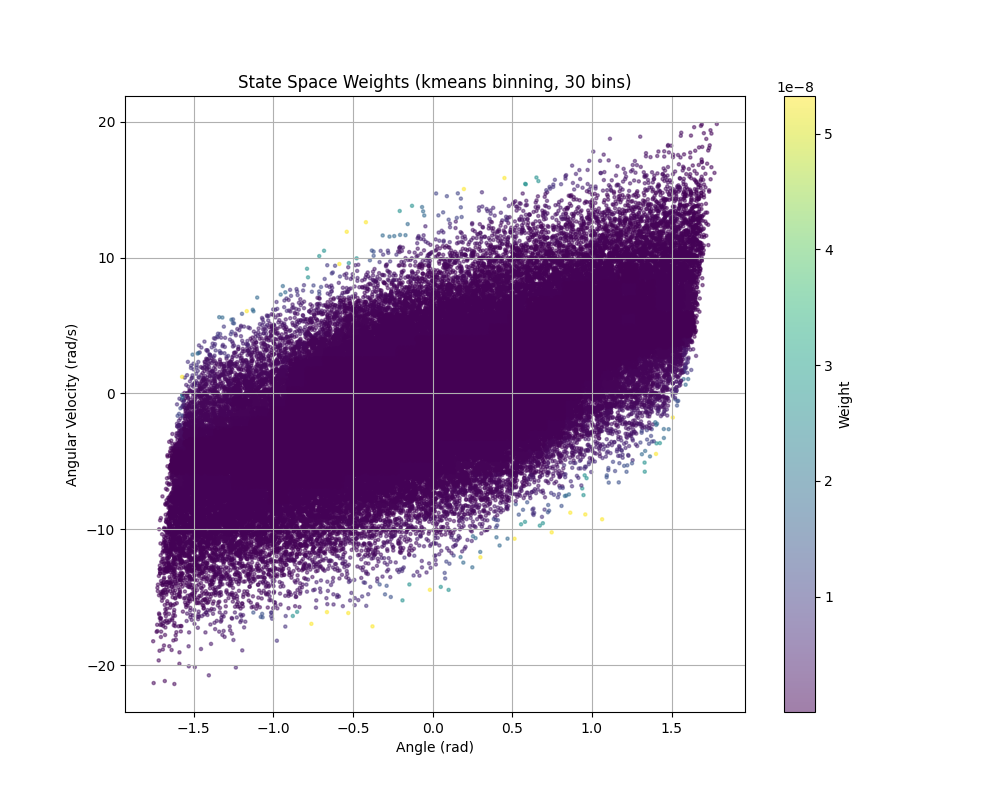 State Space Weights (kmeans binning, 30 bins)
1e−8
20
10
0
−10
−20
Angular Velocity (rad/s)
−1.5 −1.0 −0.5 0.0 0.5 1.0 1.5
Angle (rad)
5
4
3
2
1
Weight